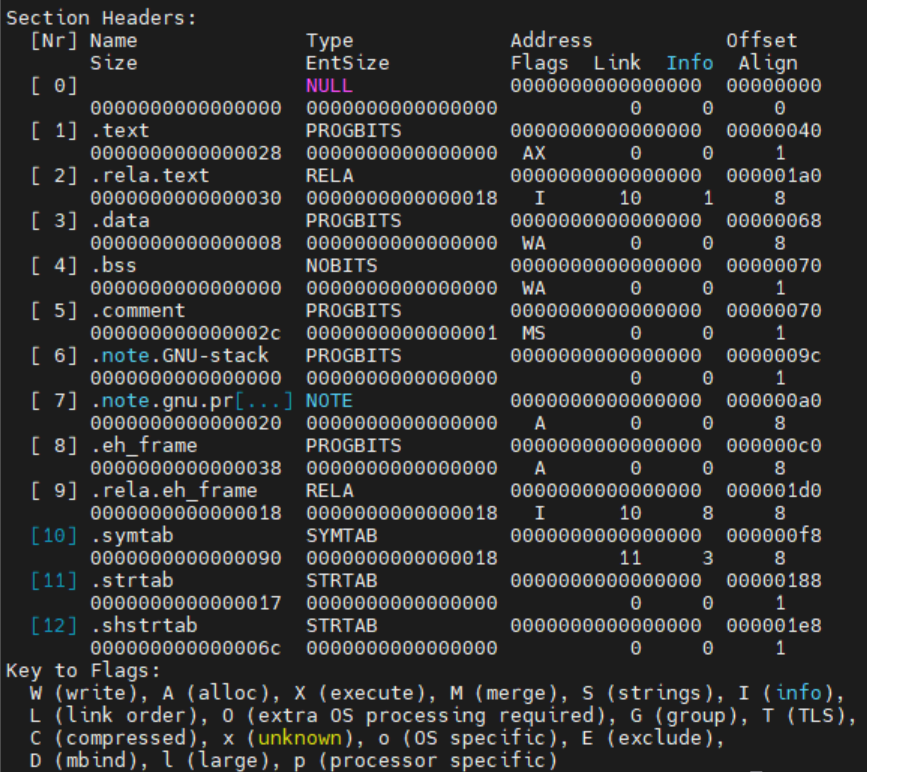 Section Headers:
  [Nr] Name              Type             Address           Offset
       Size              EntSize          Flags  Link  Info  Align
  [ 0]                   NULL             0000000000000000  00000000
       0000000000000000  0000000000000000           0     0     0
  [ 1] .text             PROGBITS         0000000000000000  00000040
       0000000000000028  0000000000000000  AX       0     0     1
  [ 2] .rela.text        RELA             0000000000000000  000001a0
       0000000000000030  0000000000000018   I      10     1     8
  [ 3] .data             PROGBITS         0000000000000000  00000068
       0000000000000008  0000000000000000  WA       0     0     8
  [ 4] .bss              NOBITS           0000000000000000  00000070
       0000000000000000  0000000000000000  WA       0     0     1
  [ 5] .comment          PROGBITS         0000000000000000  00000070
       000000000000002c  0000000000000001  MS       0     0     1
  [ 6] .note.GNU-stack   PROGBITS         0000000000000000  0000009c
       0000000000000000  0000000000000000           0     0     1
  [ 7] .note.gnu.pr[...] NOTE             0000000000000000  000000a0
       0000000000000020  0000000000000000   A       0     0     8
  [ 8] .eh_frame         PROGBITS         0000000000000000  000000c0
       0000000000000038  0000000000000000   A       0     0     8
  [ 9] .rela.eh_frame    RELA             0000000000000000  000001d0
       0000000000000018  0000000000000018   I      10     8     8
  [10] .symtab           SYMTAB           0000000000000000  000000f8
       0000000000000090  0000000000000018          11     3     8
  [11] .strtab           STRTAB           0000000000000000  00000188
       0000000000000017  0000000000000000           0     0     1
  [12] .shstrtab         STRTAB           0000000000000000  000001e8
       000000000000006c  0000000000000000           0     0     1
Key to Flags:
  W (write), A (alloc), X (execute), M (merge), S (strings), I (info),
  L (link order), O (extra OS processing required), G (group), T (TLS),
  C (compressed), x (unknown), o (OS specific), E (exclude),
  D (mbind), l (large), p (processor specific)